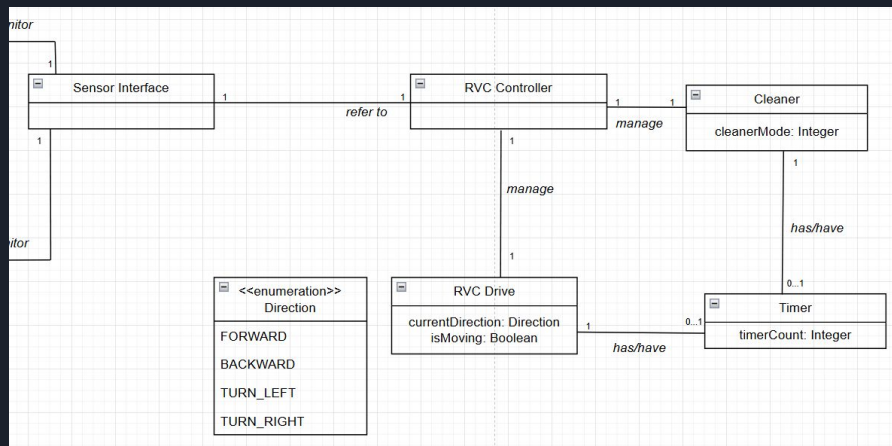 nitor
1
Sensor Interface
1
refer to
1
RVC Controller
1
manage
1
Cleaner
cleanerMode: Integer
1
1
manage
1
1
has/have
0...1
itor
<<enumeration>>
Direction
FORWARD
BACKWARD
TURN_LEFT
TURN_RIGHT
RVC Drive
currentDirection: Direction
isMoving: Boolean
1
has/have
0...1
Timer
timerCount: Integer